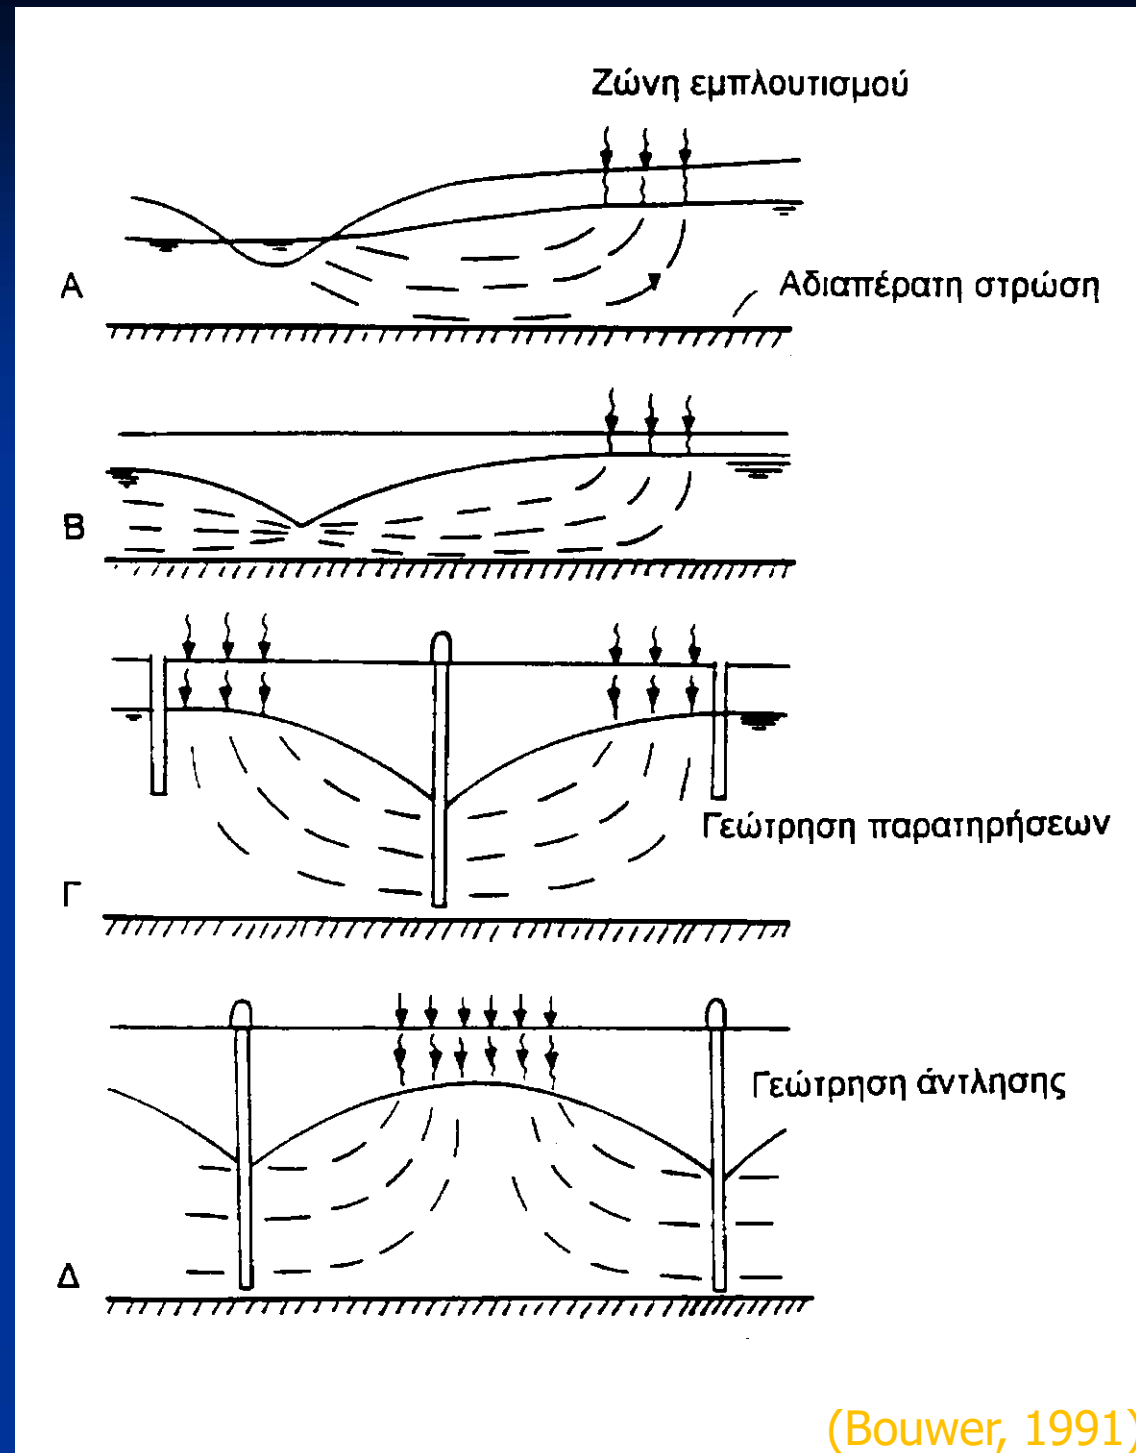 Ζώνη εμπλουτισμού
Α
Αδιαπέρατη στρώση
Β
Γεώτρηση παρατηρήσεων
Γ
Γεώτρηση άντλησης
Δ
(Bouwer, 1991)